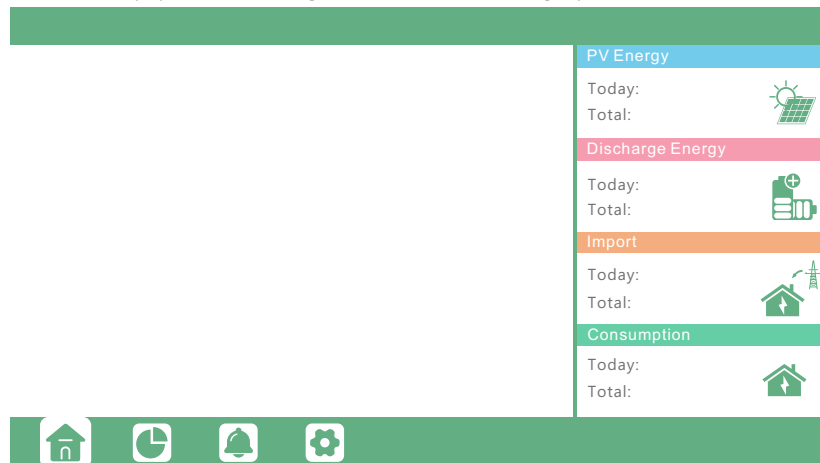 PV Energy
Today:
Total:
Discharge Energy
Today:
Total:
Import
Today:
Total:
Consumption
Today:
Total: